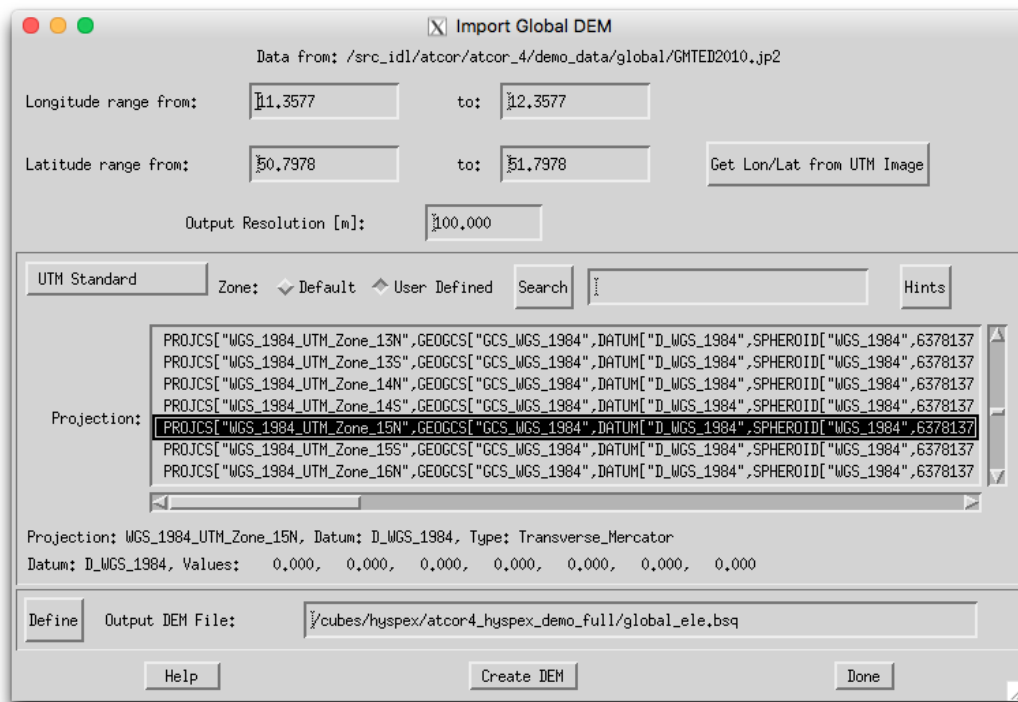 Import Global DEM
Data from: /src_idl/atcor/atcor_4/demo_data/global/GMTED2010.jp2
Longitude range from: 11.3577 to: 12.3577
Latitude range from: 50.7978 to: 51.7978 Get Lon/Lat from UTM Image
Output Resolution [m]: 100.000
UTM Standard Zone: Default User Defined Search Hints
PROJCS["WGS_1984_UTM_Zone_13N",GEOGCS["GCS_WGS_1984",DATUM["D_WGS_1984",SPHEROID["WGS_1984",6378137
PROJCS["WGS_1984_UTM_Zone_13S",GEOGCS["GCS_WGS_1984",DATUM["D_WGS_1984",SPHEROID["WGS_1984",6378137
PROJCS["WGS_1984_UTM_Zone_14N",GEOGCS["GCS_WGS_1984",DATUM["D_WGS_1984",SPHEROID["WGS_1984",6378137
PROJCS["WGS_1984_UTM_Zone_14S",GEOGCS["GCS_WGS_1984",DATUM["D_WGS_1984",SPHEROID["WGS_1984",6378137
Projection: PROJCS["WGS_1984_UTM_Zone_15N",GEOGCS["GCS_WGS_1984",DATUM["D_WGS_1984",SPHEROID["WGS_1984",6378137
PROJCS["WGS_1984_UTM_Zone_15S",GEOGCS["GCS_WGS_1984",DATUM["D_WGS_1984",SPHEROID["WGS_1984",6378137
PROJCS["WGS_1984_UTM_Zone_16N",GEOGCS["GCS_WGS_1984",DATUM["D_WGS_1984",SPHEROID["WGS_1984",6378137
Projection: WGS_1984_UTM_Zone_15N, Datum: D_WGS_1984, Type: Transverse_Mercator
Datum: D_WGS_1984, Values: 0.000, 0.000, 0.000, 0.000, 0.000, 0.000, 0.000
Define Output DEM File: /cubes/hyspex/atcor4_hyspex_demo_full/global_ele.bsq
Help Create DEM Done